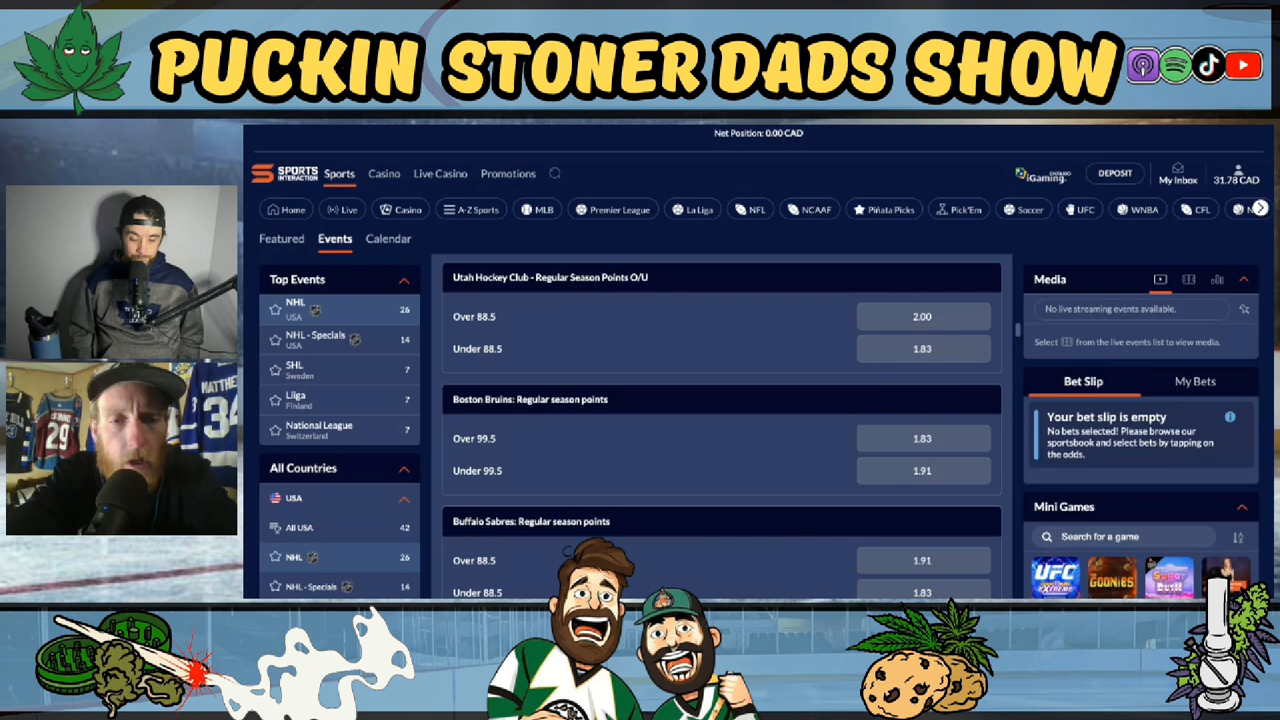 PUCKIN STONER DADS SHOW
Net Position: 0.00 CAD
SPORTS INTERACTION
Sports
Casino
Live Casino
Promotions
iGaming ONTARIO
DEPOSIT
My Inbox
31.78 CAD
Home
Live
Casino
A-Z Sports
MLB
Premier League
La Liga
NFL
NCAAF
Piñata Picks
Pick'Em
Soccer
UFC
WNBA
CFL
Featured
Events
Calendar
Top Events
NHL
USA
26
NHL - Specials
USA
14
SHL
Sweden
7
Liiga
Finland
7
National League
Switzerland
7
All Countries
USA
All USA
42
NHL
26
NHL - Specials
14
Utah Hockey Club - Regular Season Points O/U
Over 88.5
2.00
Under 88.5
1.83
Boston Bruins: Regular season points
Over 99.5
1.83
Under 99.5
1.91
Buffalo Sabres: Regular season points
Over 88.5
1.91
Under 88.5
1.83
Media
No live streaming events available.
Select from the live events list to view media.
Bet Slip
My Bets
Your bet slip is empty
No bets selected! Please browse our
sportsbook and select bets by tapping on
the odds.
Mini Games
Search for a game
UFC
GOONIES
29
MATTHE
34